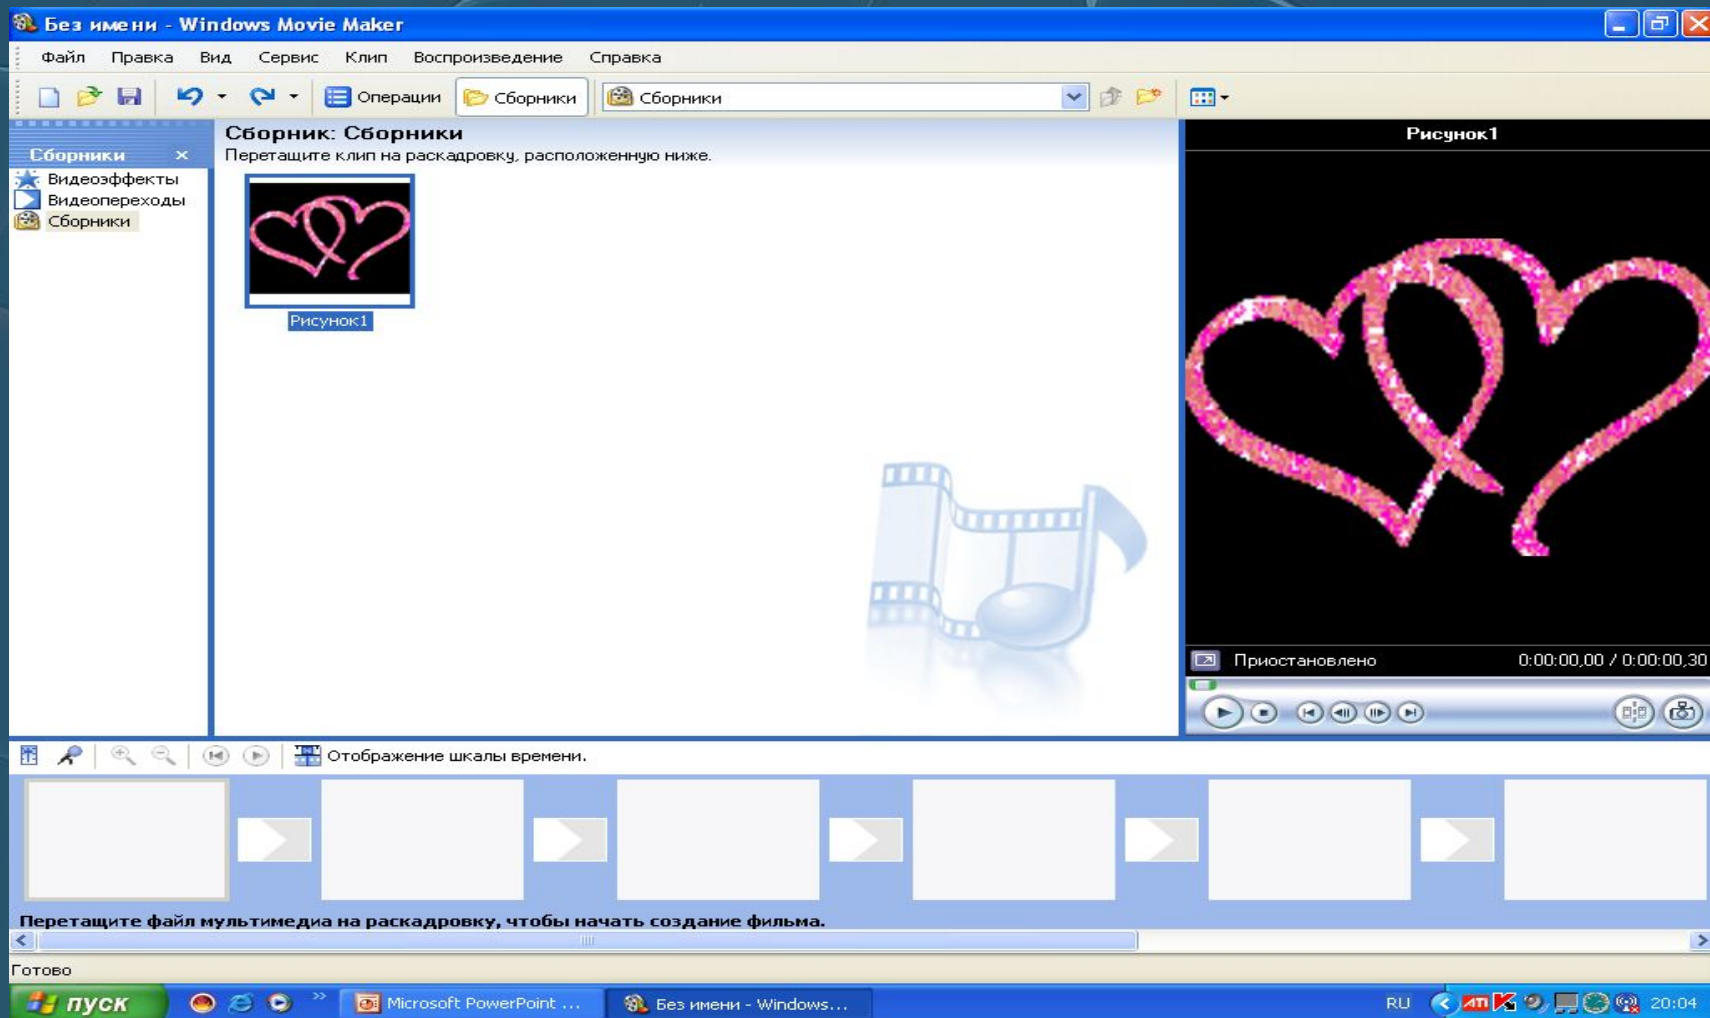 Без имени - Windows Movie Maker
Файл Правка Вид Сервис Клип Воспроизведение Справка
Операции Сборники Сборники
Сборники
Видеоэффекты
Видеопереходы
Сборники
Сборник: Сборники
Перетащите клип на раскадровку, расположенную ниже.
Рисунок1
Рисунок1
Приостановлено 0:00:00,00 / 0:00:00,30
Отображение шкалы времени.
Перетащите файл мультимедиа на раскадровку, чтобы начать создание фильма.
Готово
пуск Microsoft PowerPoint ... Без имени - Windows... RU ATI 20:04